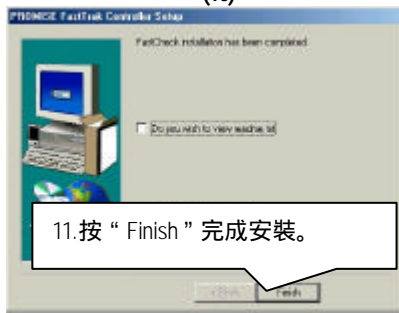 PROMISE FastTrak Controller Setup
FastCheck installation has been completed.
Do you wish to view readme.txt
11.按 “ Finish ” 完成安裝。
Finish